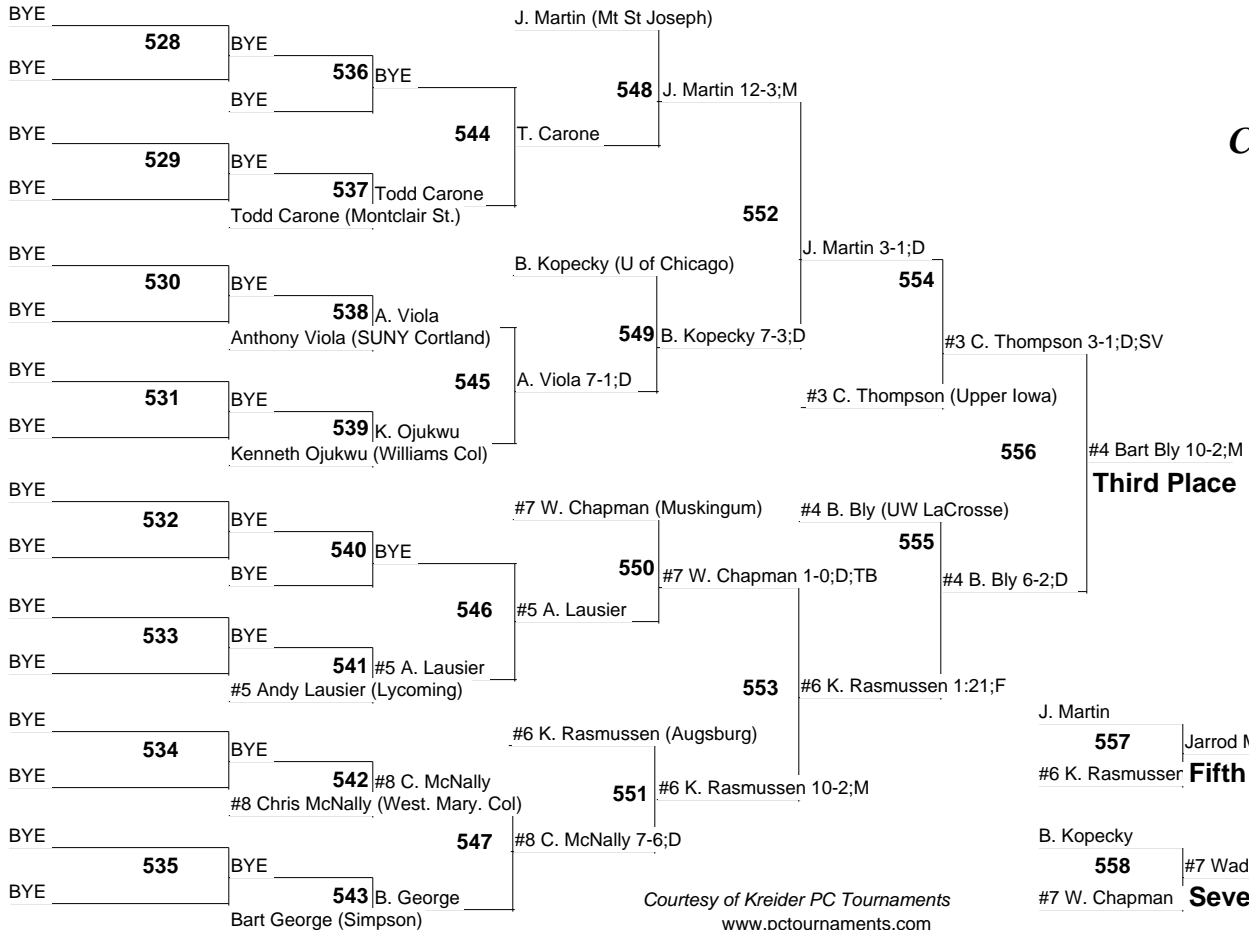 BYE
528
BYE
BYE
536
BYE
BYE
BYE
529
BYE
BYE
537
Todd Carone
Todd Carone (Montclair St.)
544
T. Carone
J. Martin (Mt St Joseph)
548
J. Martin 12-3;M
BYE
530
BYE
BYE
538
A. Viola
Anthony Viola (SUNY Cortland)
BYE
531
BYE
BYE
539
K. Ojukwu
Kenneth Ojukwu (Williams Col)
545
A. Viola 7-1;D
B. Kopecky (U of Chicago)
549
B. Kopecky 7-3;D
552
J. Martin 3-1;D
554
#3 C. Thompson (Upper Iowa)
#3 C. Thompson 3-1;D;SV
BYE
532
BYE
BYE
540
BYE
BYE
BYE
533
BYE
BYE
541
#5 A. Lausier
#5 Andy Lausier (Lycoming)
546
#5 A. Lausier
#7 W. Chapman (Muskingum)
550
#7 W. Chapman 1-0;D;TB
BYE
534
BYE
BYE
542
#8 C. McNally
#8 Chris McNally (West. Mary. Col)
BYE
535
BYE
BYE
543
B. George
Bart George (Simpson)
547
#8 C. McNally 7-6;D
#6 K. Rasmussen (Augsburg)
551
#6 K. Rasmussen 10-2;M
553
#6 K. Rasmussen 1:21;F
#4 B. Bly (UW LaCrosse)
555
#4 B. Bly 6-2;D
556
#4 Bart Bly 10-2;M
Third Place
C
J. Martin
557
#6 K. Rasmussen
Jarrod M
Fifth
B. Kopecky
558
#7 W. Chapman
#7 Wad
Seve
Courtesy of Kreider PC Tournaments
www.pctournaments.com